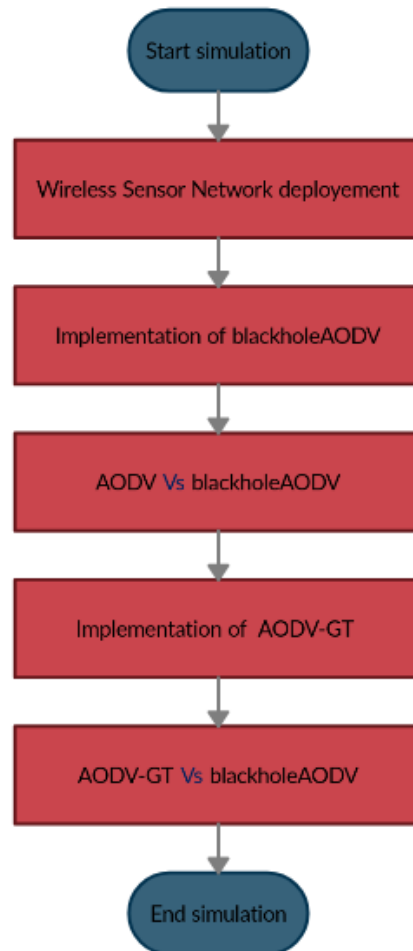 Start simulation
Wireless Sensor Network deployement
Implementation of blackholeAODV
AODV Vs blackholeAODV
Implementation of AODV-GT
AODV-GT Vs blackholeAODV
End simulation